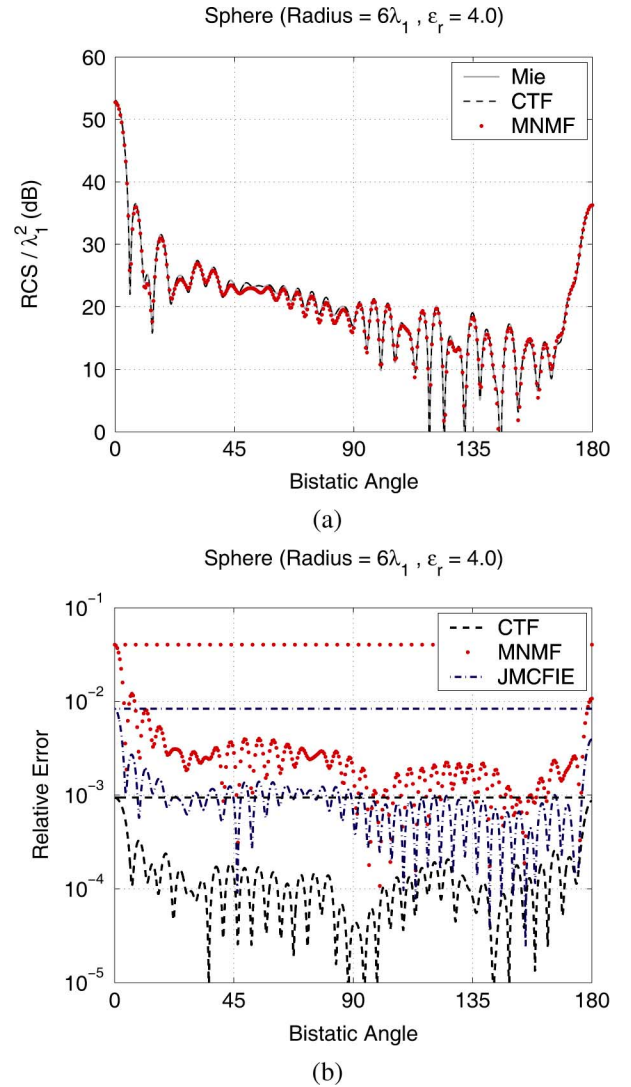 Sphere (Radius = 6λ₁ , εᵣ = 4.0)
60
50
40
30
20
10
0
RCS / λ₁² (dB)
Mie
CTF
MNMF
0
45
90
135
180
Bistatic Angle
(a)
Sphere (Radius = 6λ₁ , εᵣ = 4.0)
10⁻¹
10⁻²
10⁻³
10⁻⁴
10⁻⁵
Relative Error
CTF
MNMF
JMCFIE
0
45
90
135
180
Bistatic Angle
(b)